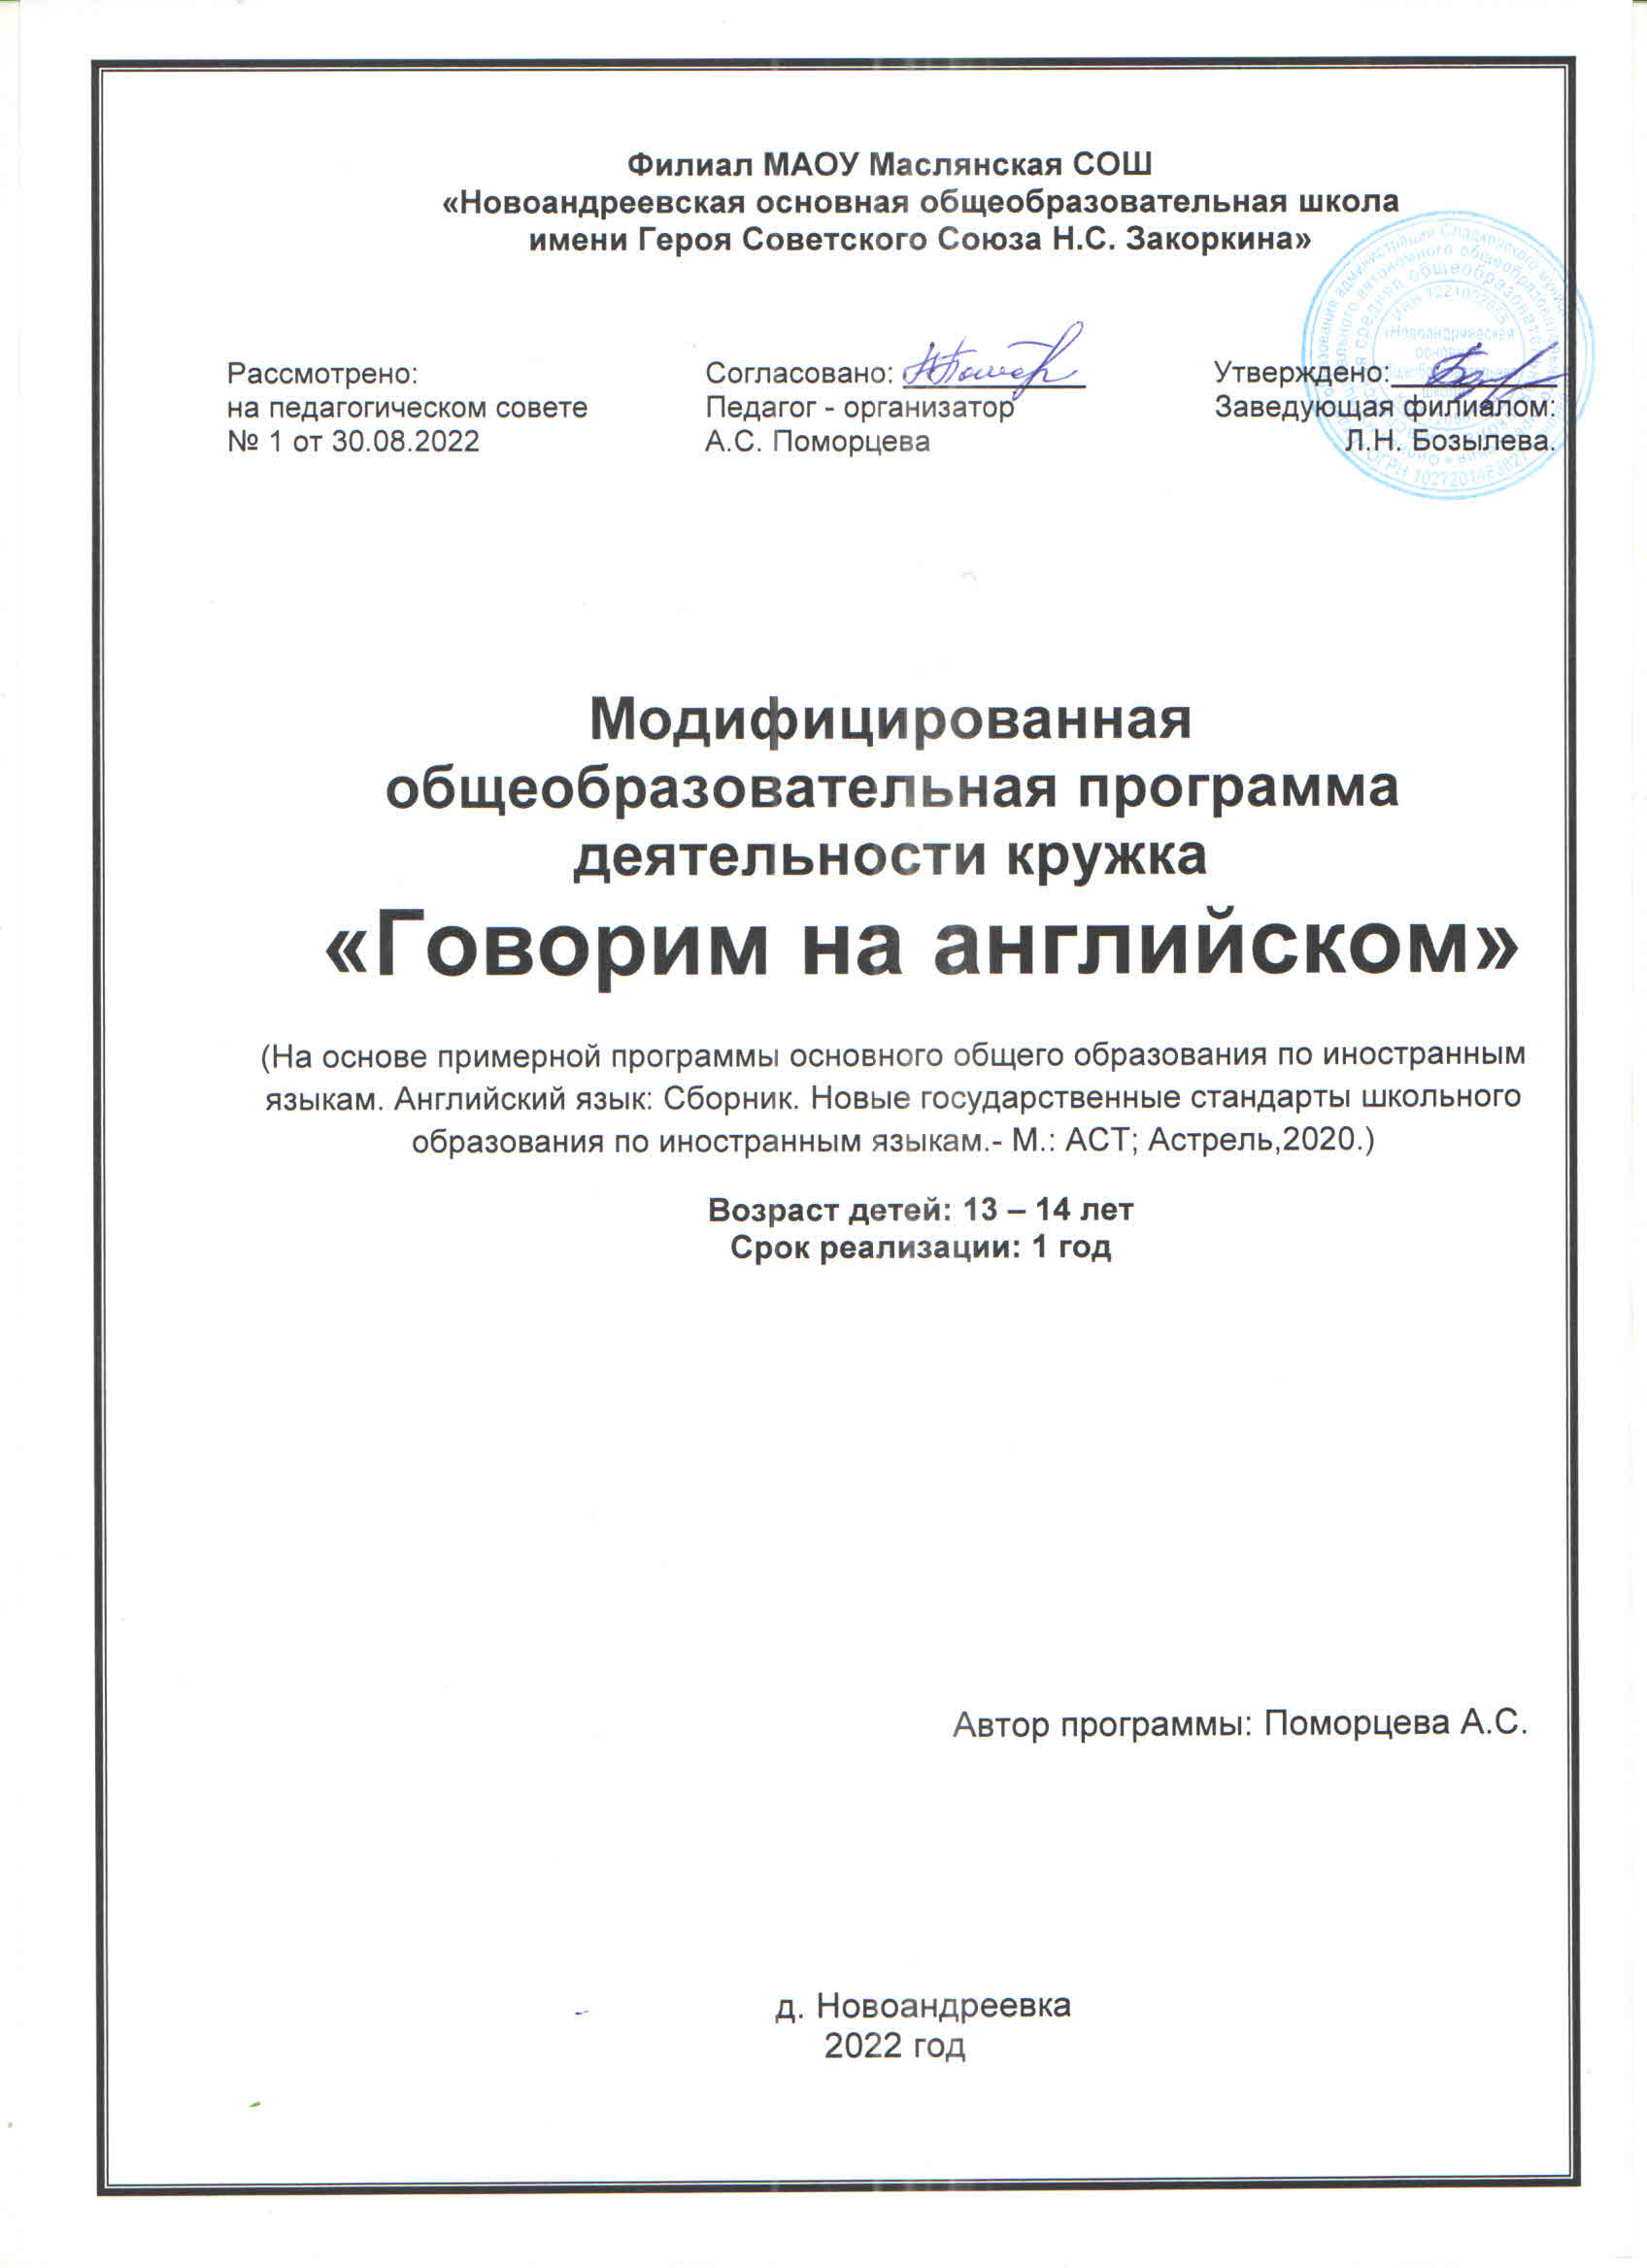 Филиал МАОУ Маслянская СОШ
«Новоандреевская основная общеобразовательная школа
имени Героя Советского Союза Н.С. Закоркина»
Рассмотрено:
на педагогическом совете
№ 1 от 30.08.2022
Согласовано:
Педагог - организатор
А.С. Поморцева
Утверждено:
Заведующая филиалом:
Л.Н. Бозылева.
Модифицированная
общеобразовательная программа
деятельности кружка
«Говорим на английском»
(На основе примерной программы основного общего образования по иностранным
языкам. Английский язык: Сборник. Новые государственные стандарты школьного
образования по иностранным языкам.- М.: АСТ; Астрель,2020.)
Возраст детей: 13 – 14 лет
Срок реализации: 1 год
Автор программы: Поморцева А.С.
д. Новоандреевка
2022 год